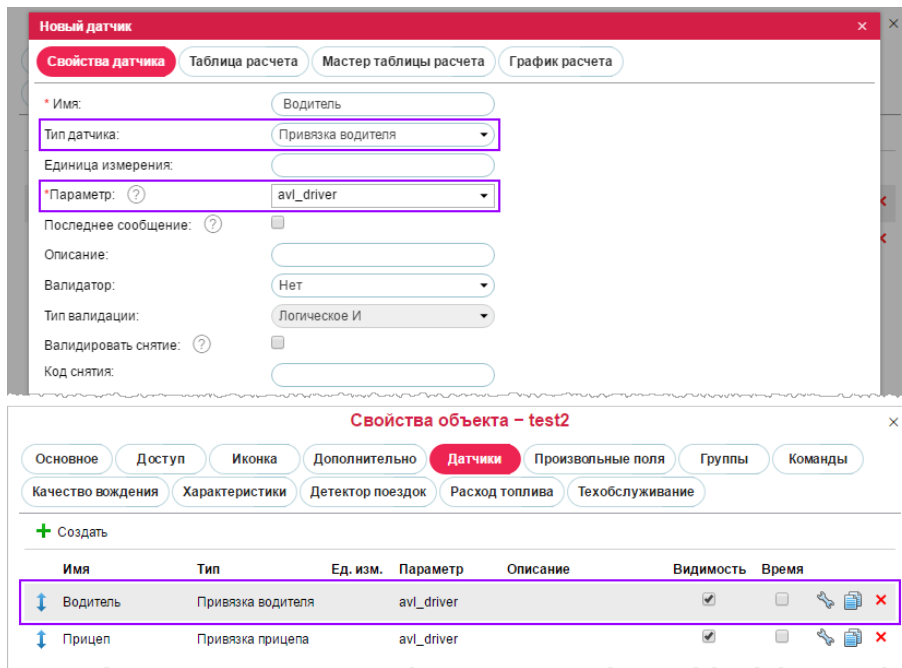 Новый датчик
Свойства датчика Таблица расчета Мастер таблицы расчета График расчета
* Имя: Водитель
Тип датчика: Привязка водителя
Единица измерения:
*Параметр: ? avl_driver
Последнее сообщение: ?
Описание:
Валидатор: Нет
Тип валидации: Логическое И
Валидировать снятие: ?
Код снятия:
Свойства объекта – test2
Основное Доступ Иконка Дополнительно Датчики Произвольные поля Группы Команды
Качество вождения Характеристики Детектор поездок Расход топлива Техобслуживание
Создать
Имя Тип Ед. изм. Параметр Описание Видимость Время
Водитель Привязка водителя avl_driver
Прицеп Привязка прицепа avl_driver